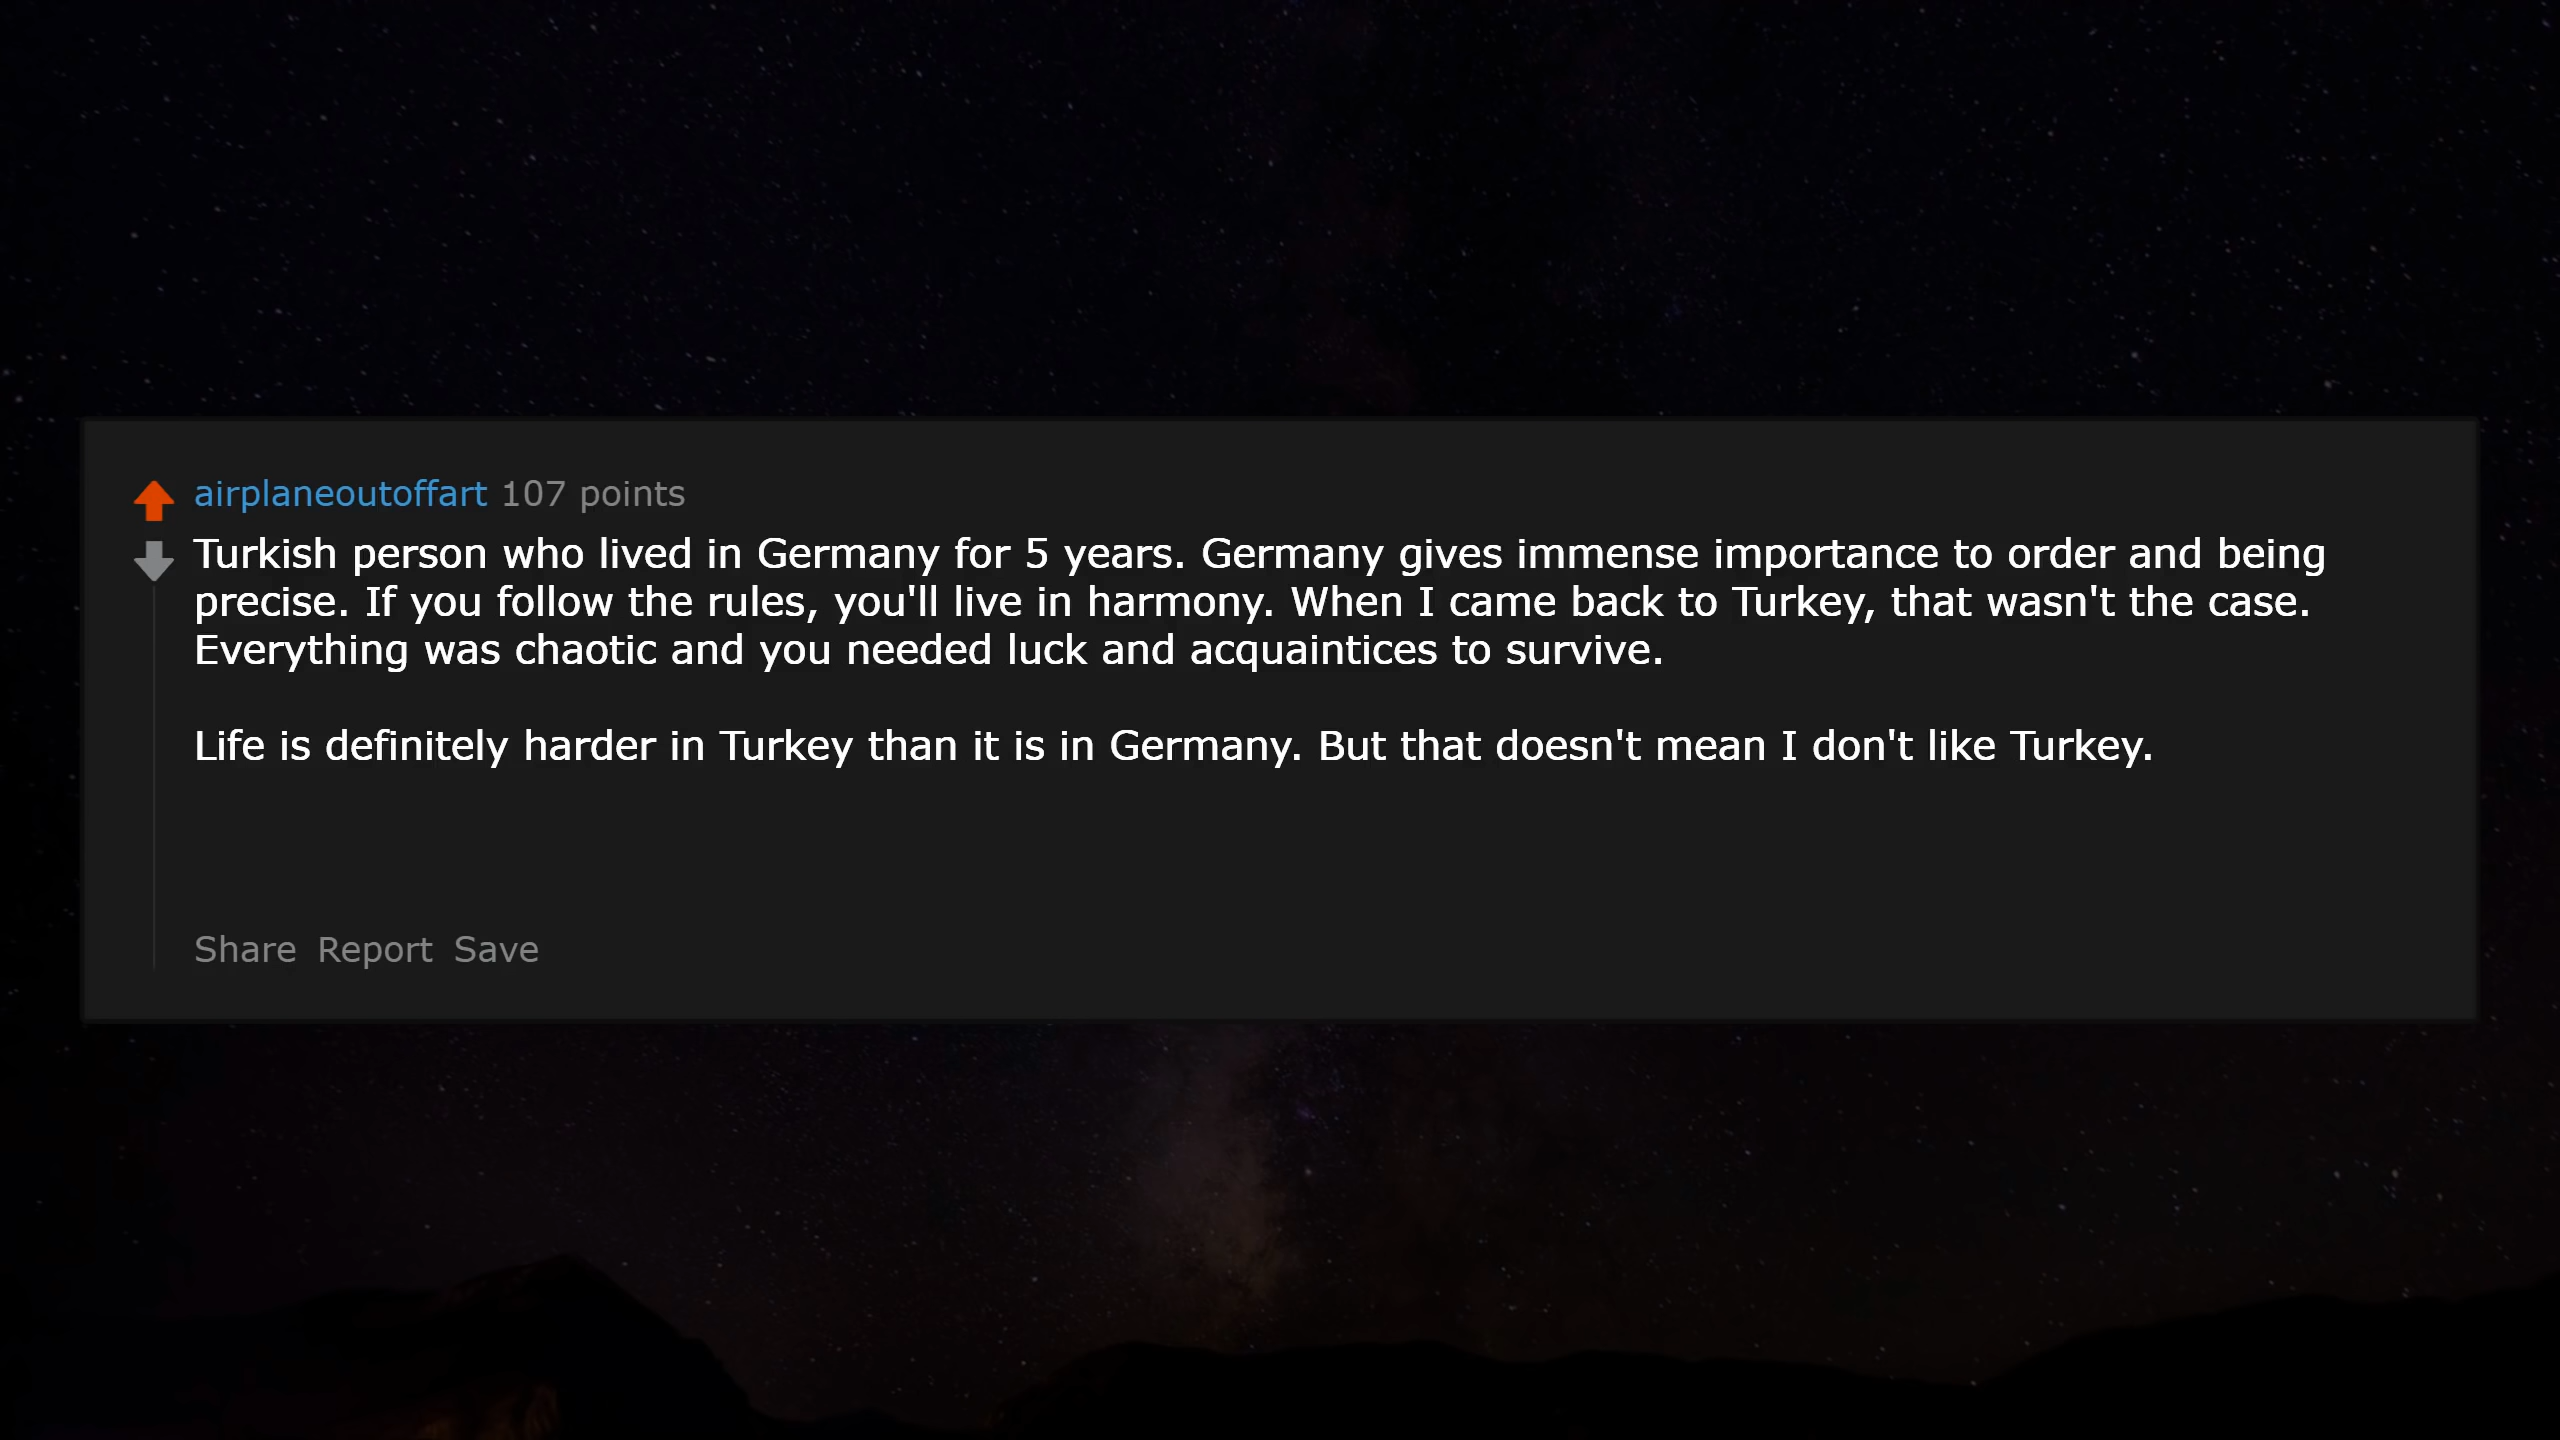 airplaneoutoffart 107 points
Turkish person who lived in Germany for 5 years. Germany gives immense importance to order and being
precise. If you follow the rules, you'll live in harmony. When I came back to Turkey, that wasn't the case.
Everything was chaotic and you needed luck and acquaintices to survive.
Life is definitely harder in Turkey than it is in Germany. But that doesn't mean I don't like Turkey.
Share Report Save